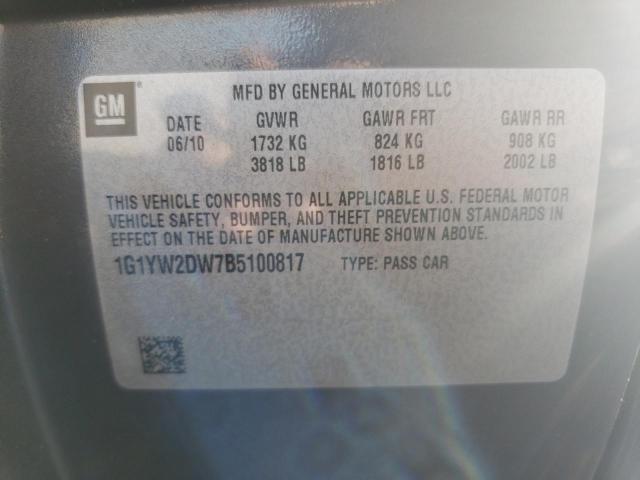 GM
MFD BY GENERAL MOTORS LLC
DATE GVWR GAWR FRT GAWR RR
06/10 1732 KG 824 KG 908 KG
3818 LB 1816 LB 2002 LB
THIS VEHICLE CONFORMS TO ALL APPLICABLE U.S. FEDERAL MOTOR
VEHICLE SAFETY, BUMPER, AND THEFT PREVENTION STANDARDS IN
EFFECT ON THE DATE OF MANUFACTURE SHOWN ABOVE.
1G1YW2DW7B5100817 TYPE: PASS CAR